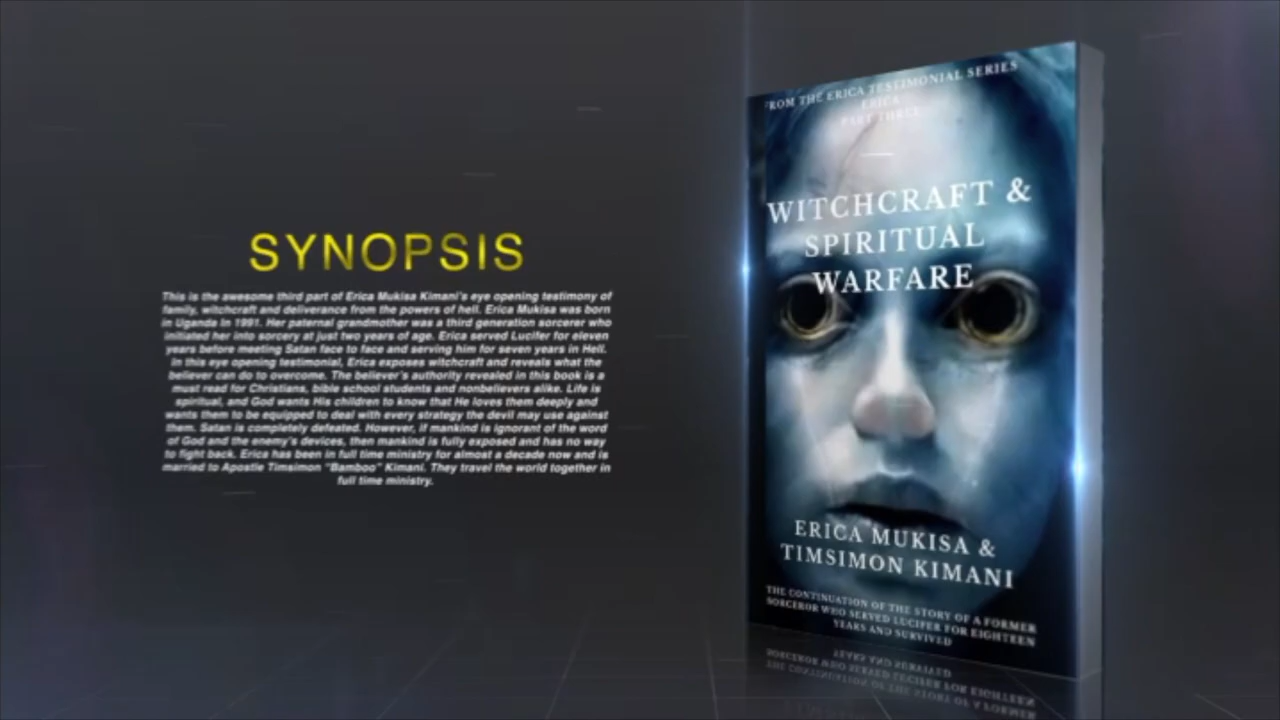 SYNOPSIS
This is the awesome third part of Erica Mukisa Kimani's eye opening testimony of
family, witchcraft and deliverance from the powers of hell. Erica Mukisa was born
in Uganda in 1991. Her paternal grandmother was a third generation sorcerer who
initiated her into sorcery at just two years of age. Erica served Lucifer for eleven
years before meeting Satan face to face and serving him for seven years in Hell.
In this eye opening testimonial, Erica exposes witchcraft and reveals what the
believer can do to overcome. The believer's authority revealed in this book is a
must read for Christians, bible school students and nonbelievers alike. Life is
spiritual, and God wants His children to know that He loves them deeply and
wants them to be equipped to deal with every strategy the devil may use against
them. Satan is completely defeated. However, if mankind is ignorant of the word
of God and the enemy's devices, then mankind is fully exposed and has no way
to fight back. Erica has been in full time ministry for almost a decade now and is
married to Apostle Timsimon "Bamboo" Kimani. They travel the world together in
full time ministry.
FROM THE ERICA TESTIMONIAL SERIES
ERICA
PART THREE
WITCHCRAFT &
SPIRITUAL
WARFARE
ERICA MUKISA &
TIMSIMON KIMANI
THE CONTINUATION OF THE STORY OF A FORMER
SORCEROR WHO SERVED LUCIFER FOR EIGHTEEN
YEARS AND SURVIVED